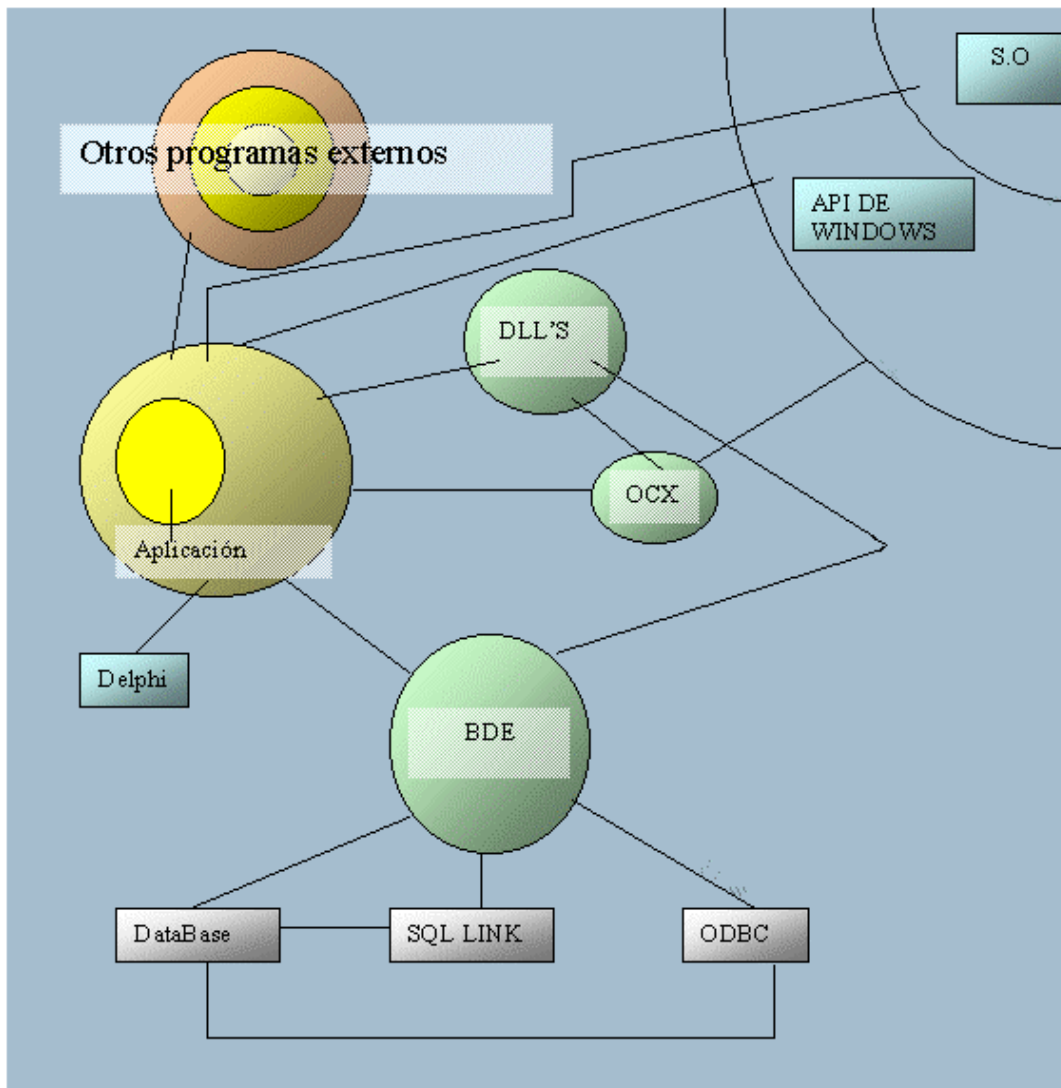 S.O
Otros programas externos
API DE
WINDOWS
DLL'S
OCX
Aplicación
Delphi
BDE
DataBase
SQL LINK
ODBC